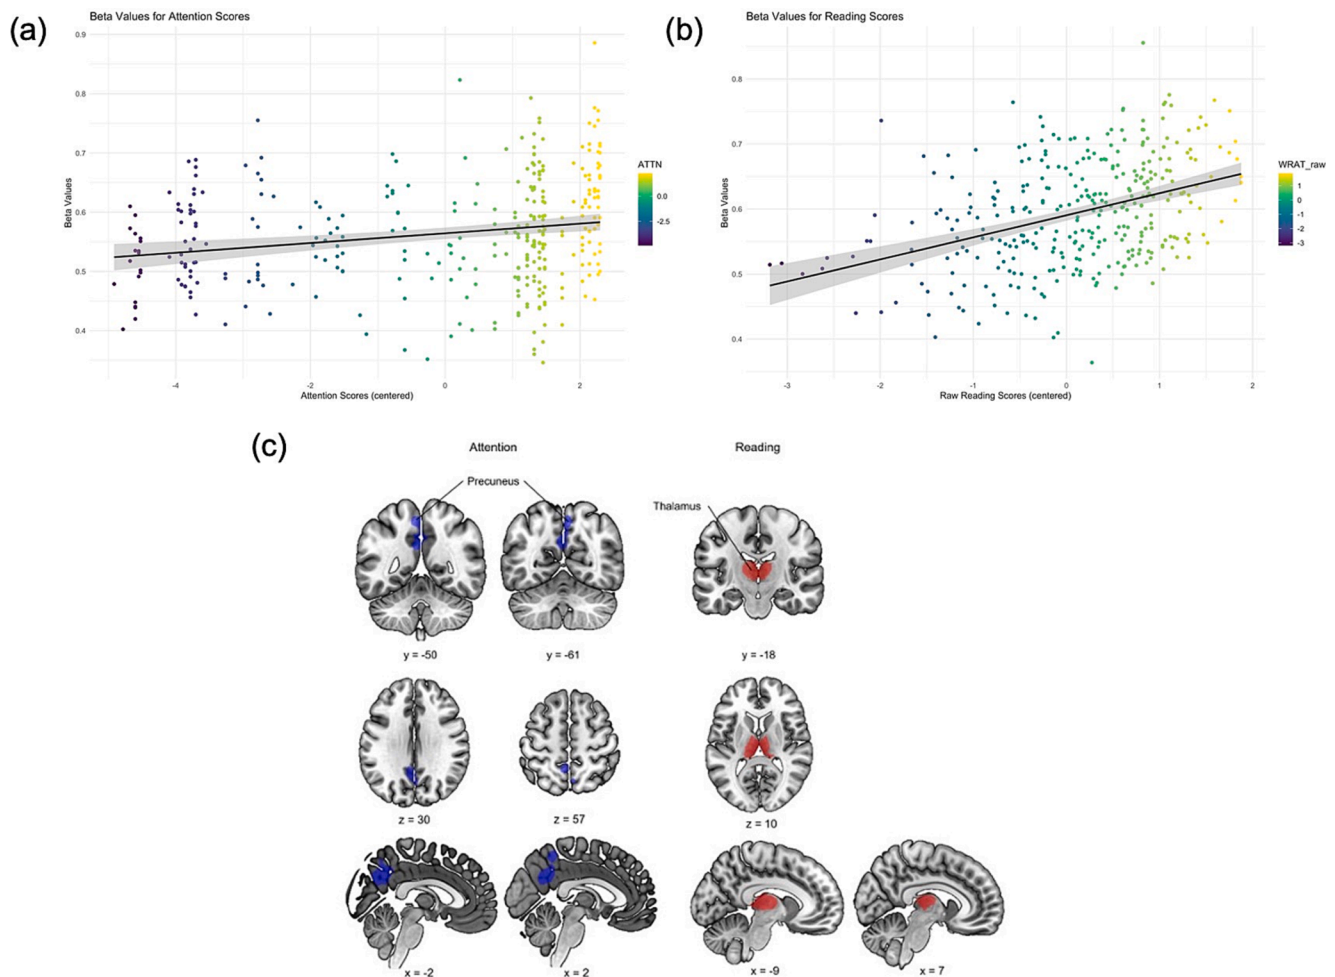 (a)
Beta Values for Attention Scores
0.9
0.8
0.7
0.6
0.5
0.4
Beta Values
-4
-2
0
2
Attention Scores (centered)
ATTN
0.0
-2.5
(b)
Beta Values for Reading Scores
0.8
0.7
0.6
0.5
0.4
Beta Values
-3
-2
-1
0
1
2
Raw Reading Scores (centered)
WRAT_raw
1
0
-1
-2
-3
(c)
Attention
Reading
Precuneus
Thalamus
y = -50
y = -61
y = -18
z = 30
z = 57
z = 10
x = -2
x = 2
x = -9
x = 7